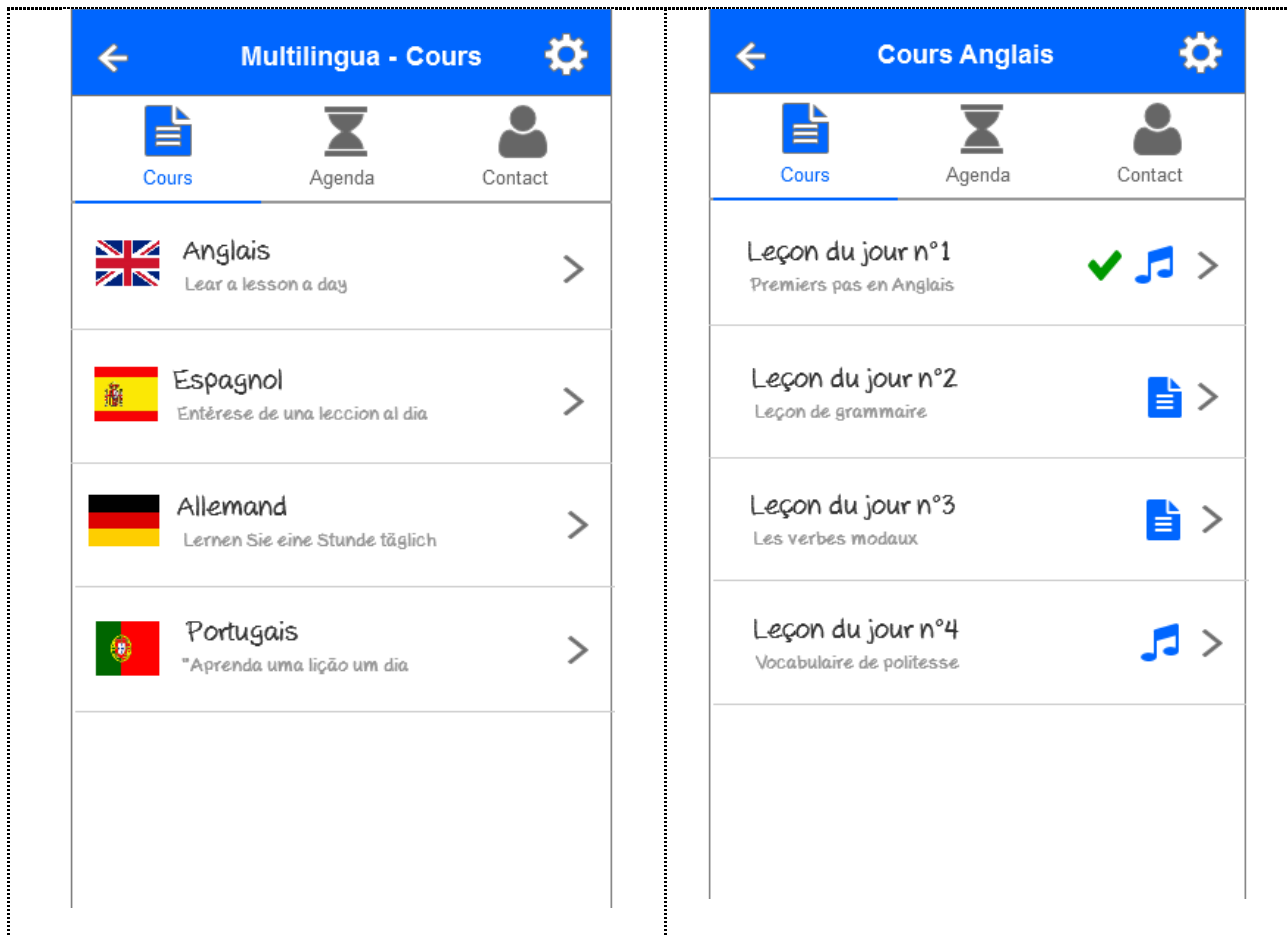 Multilingua - Cours
Cours
Agenda
Contact
Anglais
Lear a lesson a day
Espagnol
Entérese de una leccion al dia
Allemand
Lernen Sie eine Stunde täglich
Portugais
"Aprenda uma lição um dia
Cours Anglais
Cours
Agenda
Contact
Leçon du jour n°1
Premiers pas en Anglais
Leçon du jour n°2
Leçon de grammaire
Leçon du jour n°3
Les verbes modaux
Leçon du jour n°4
Vocabulaire de politesse